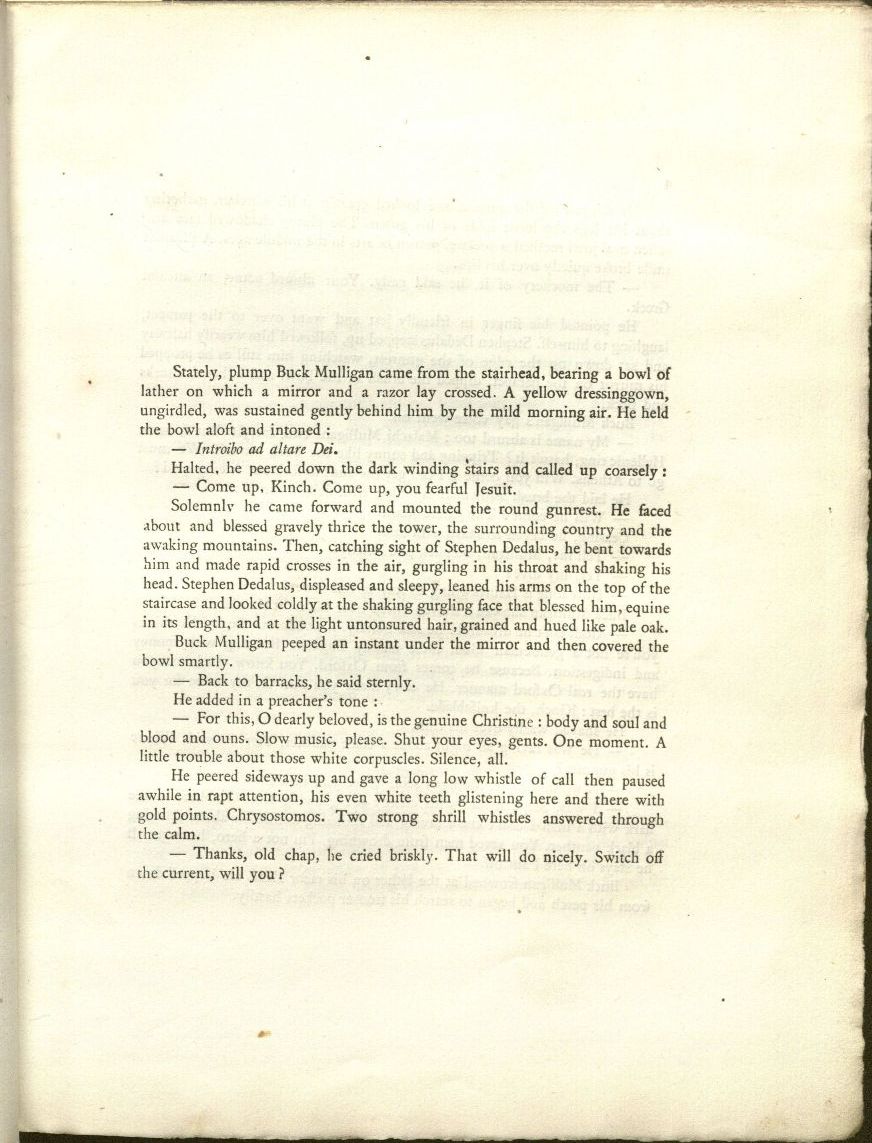 Stately, plump Buck Mulligan came from the stairhead, bearing a bowl of
lather on which a mirror and a razor lay crossed. A yellow dressinggown,
ungirdled, was sustained gently behind him by the mild morning air. He held
the bowl aloft and intoned :
— Introibo ad altare Dei.
Halted, he peered down the dark winding stairs and called up coarsely :
— Come up, Kinch. Come up, you fearful Jesuit.
Solemnly he came forward and mounted the round gunrest. He faced
about and blessed gravely thrice the tower, the surrounding country and the
awaking mountains. Then, catching sight of Stephen Dedalus, he bent towards
him and made rapid crosses in the air, gurgling in his throat and shaking his
head. Stephen Dedalus, displeased and sleepy, leaned his arms on the top of the
staircase and looked coldly at the shaking gurgling face that blessed him, equine
in its length, and at the light untonsured hair, grained and hued like pale oak.
Buck Mulligan peeped an instant under the mirror and then covered the
bowl smartly.
— Back to barracks, he said sternly.
He added in a preacher's tone :
— For this, O dearly beloved, is the genuine Christine : body and soul and
blood and ouns. Slow music, please. Shut your eyes, gents. One moment. A
little trouble about those white corpuscles. Silence, all.
He peered sideways up and gave a long low whistle of call then paused
awhile in rapt attention, his even white teeth glistening here and there with
gold points. Chrysostomos. Two strong shrill whistles answered through
the calm.
— Thanks, old chap, he cried briskly. That will do nicely. Switch off
the current, will you ?